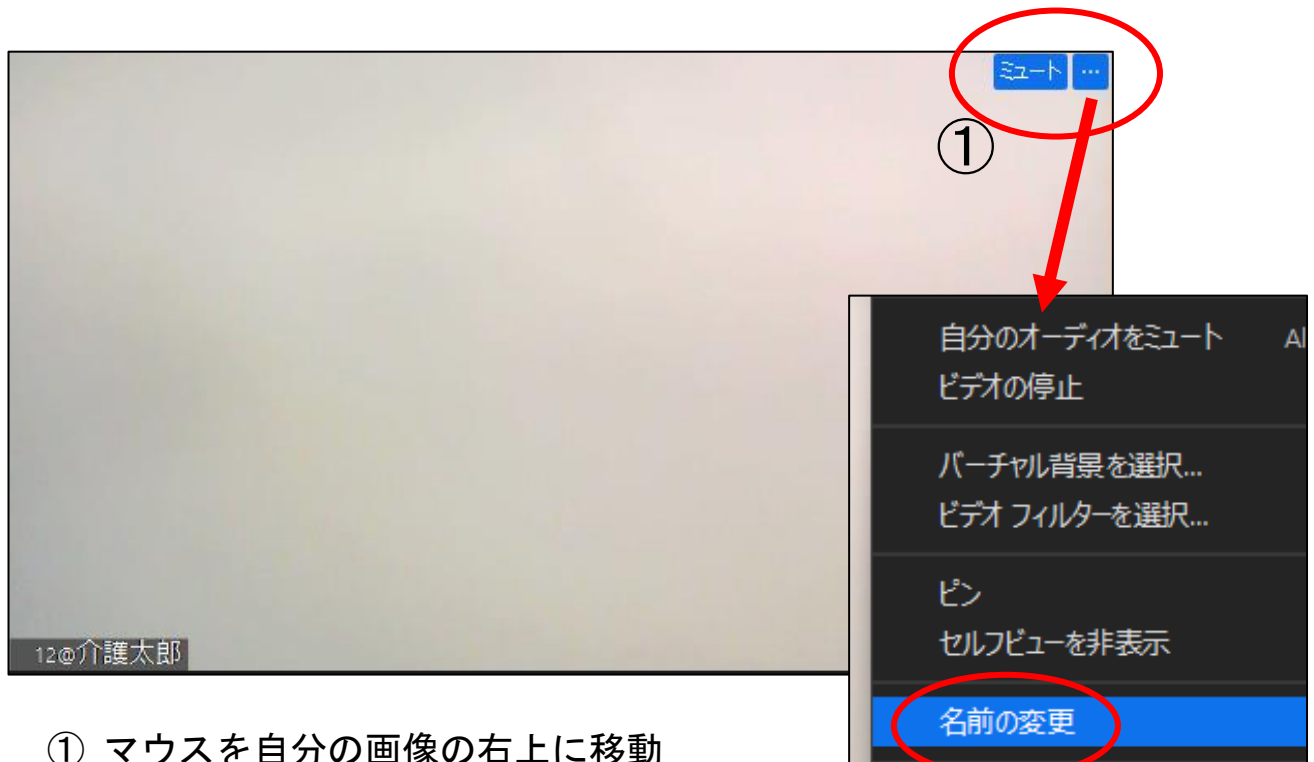 ミュート …
①
自分のオーディオをミュート Al
ビデオの停止
バーチャル背景を選択...
ビデオ フィルターを選択...
ピン
セルフビューを非表示
12@介護太郎
名前の変更
① マウスを自分の画像の右上に移動